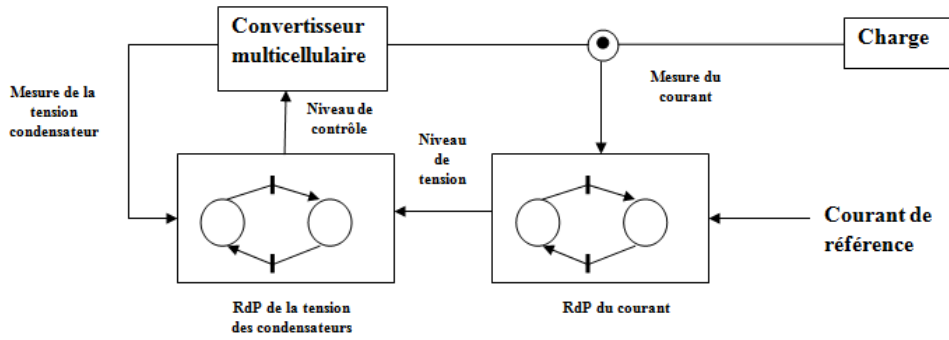 Convertisseur
multicellulaire
Charge
Mesure de la
tension
condensateur
Niveau de
contrôle
Mesure du
courant
Niveau
de
tension
Courant de
référence
RdP de la tension
des condensateurs
RdP du courant